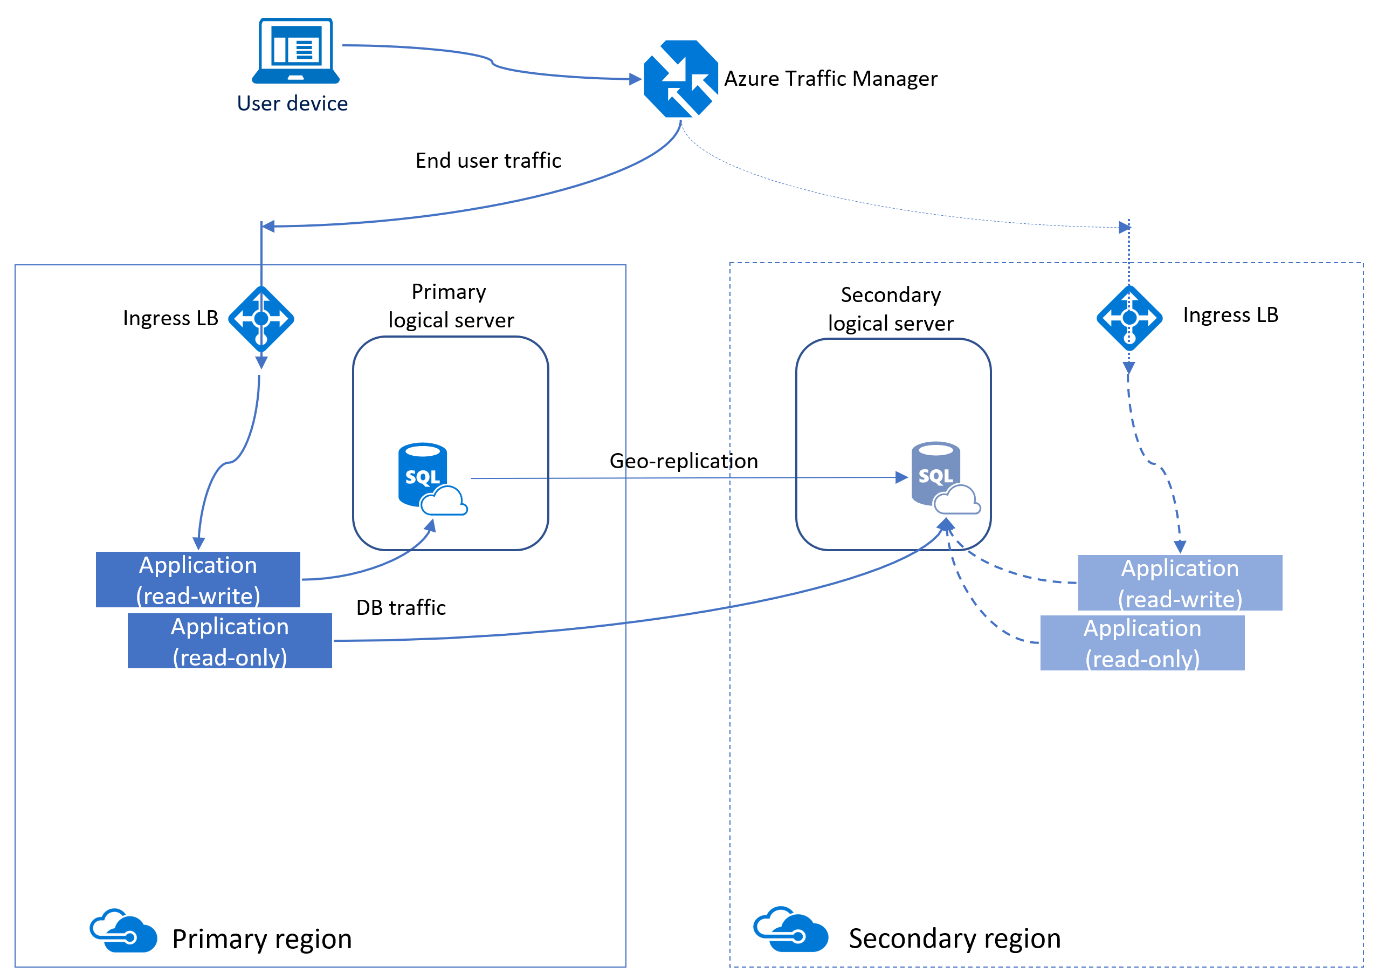 User device
Azure Traffic Manager
End user traffic
Ingress LB
Primary
logical server
SQL
Geo-replication
Application
(read-write)
DB traffic
Application
(read-only)
Primary region
Secondary
logical server
SQL
Ingress LB
Application
(read-write)
Application
(read-only)
Secondary region